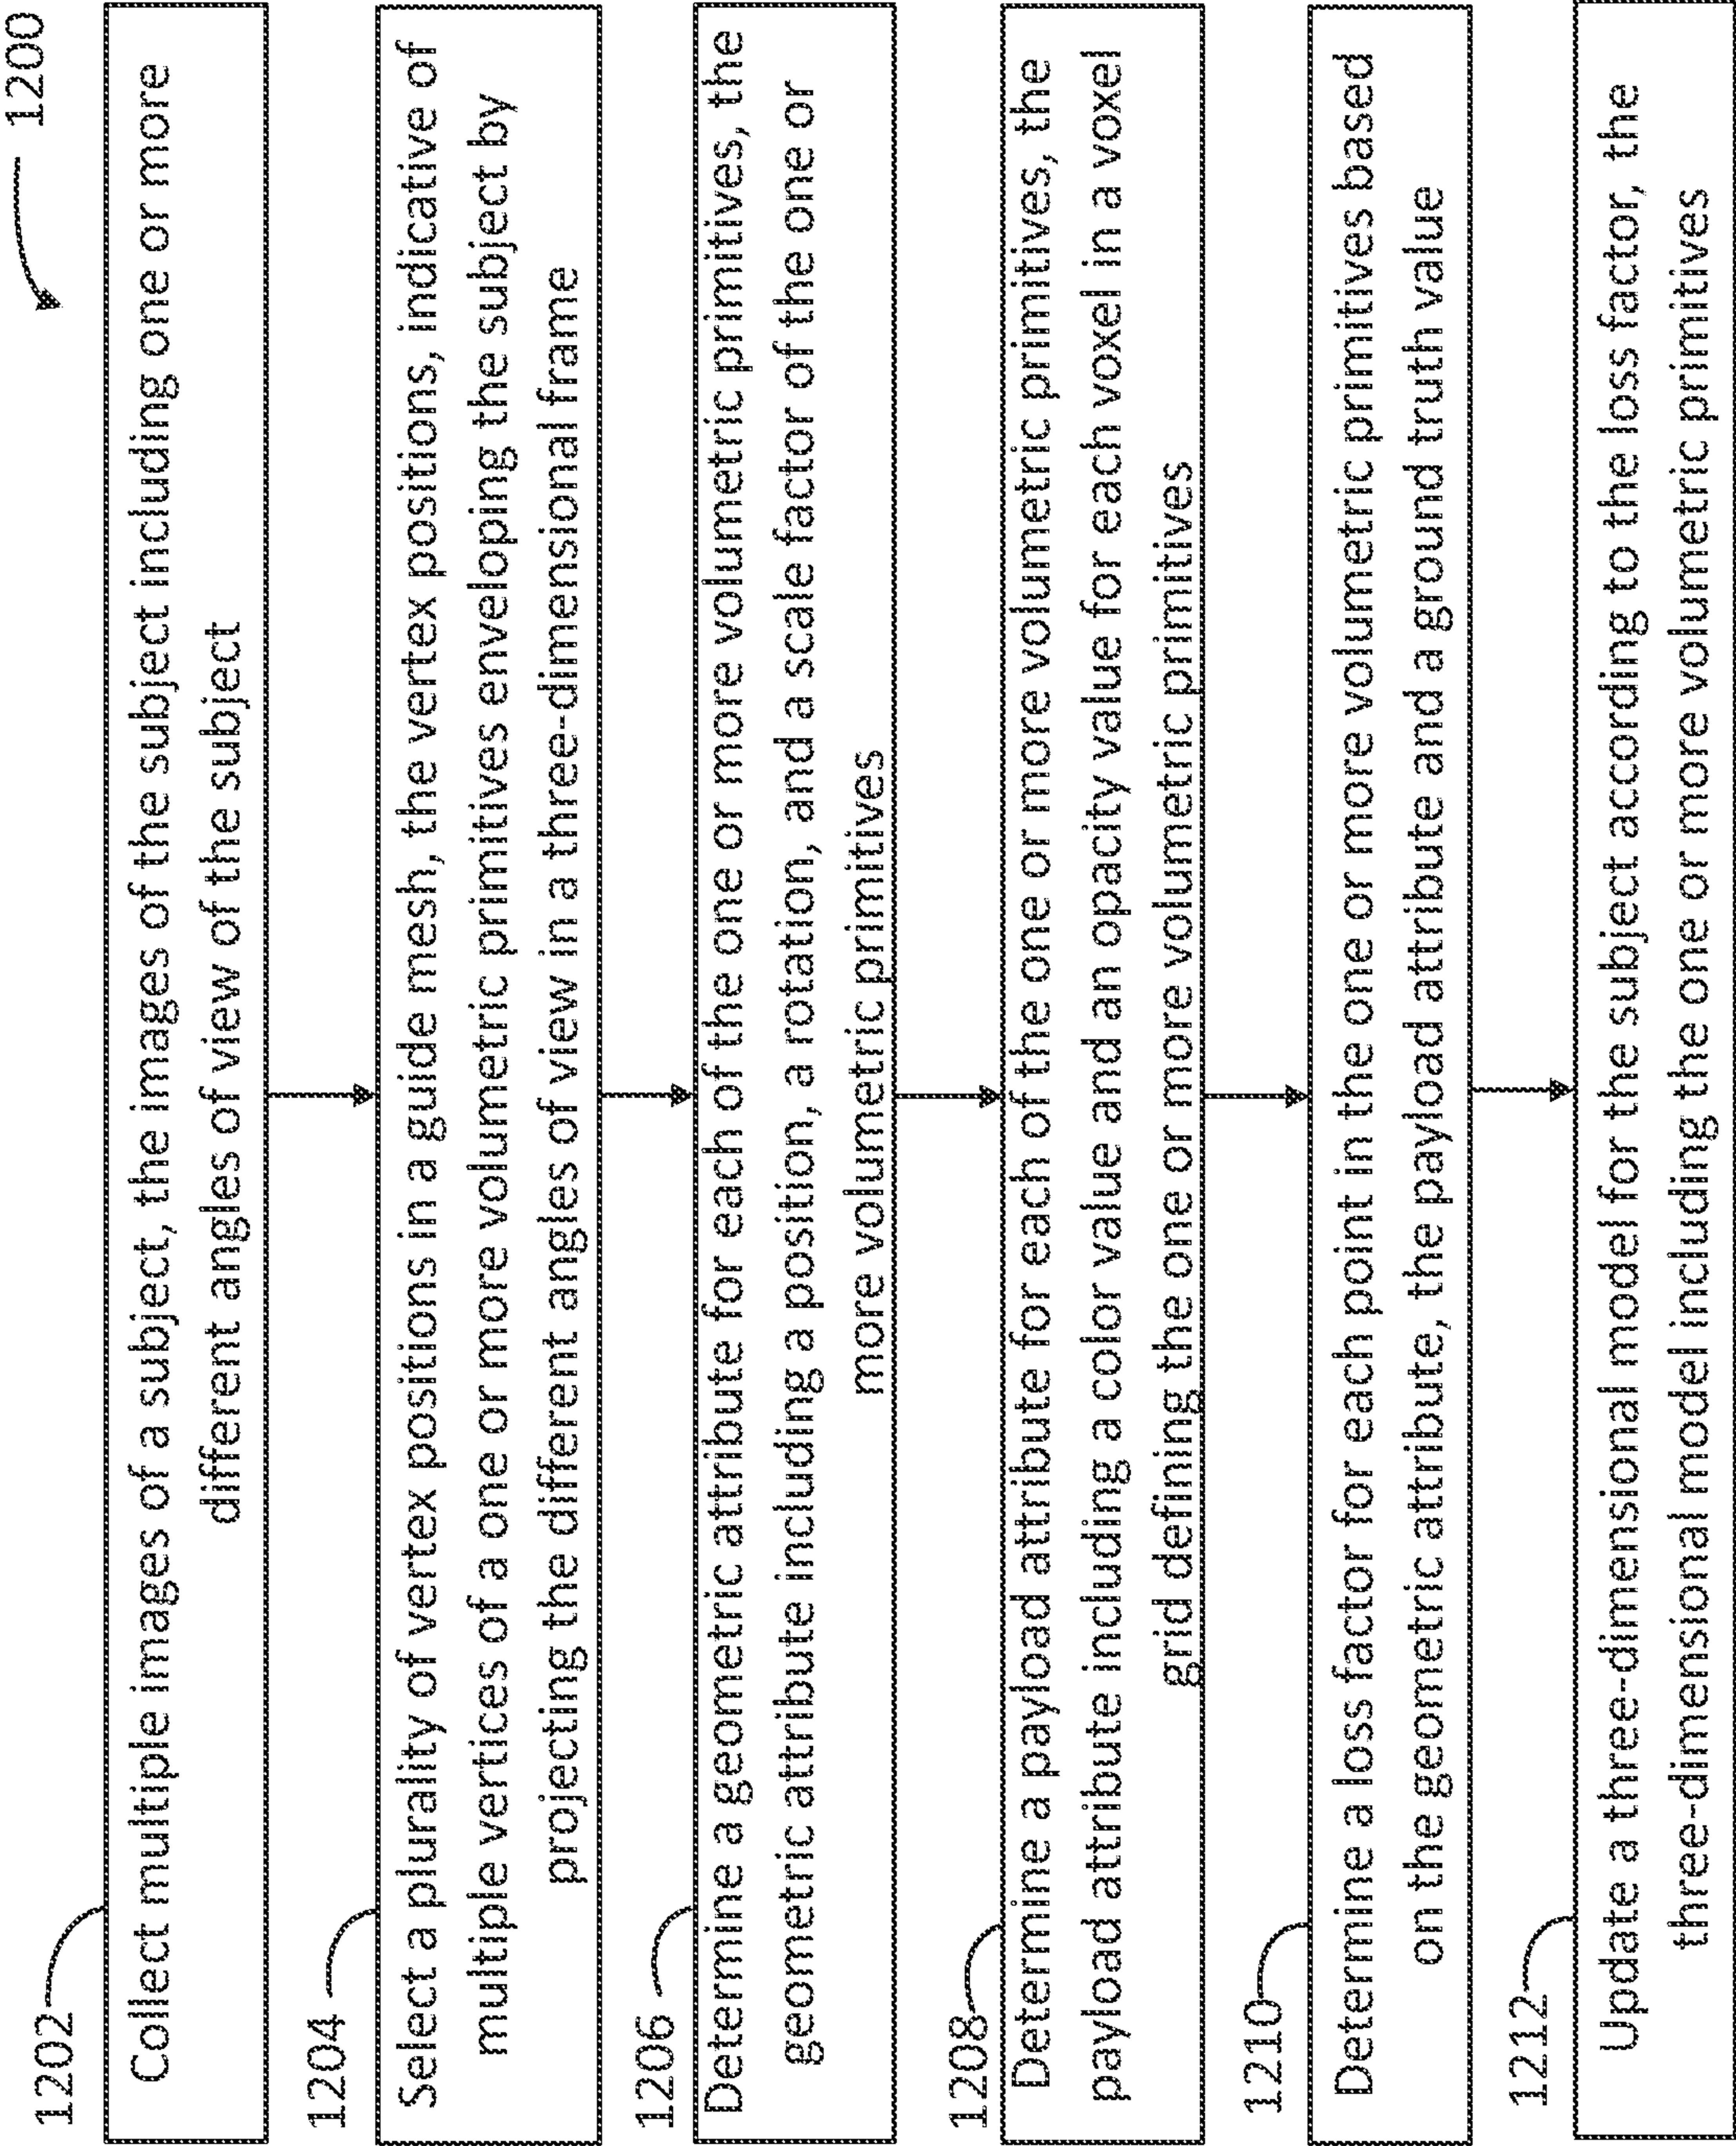 1200
1202
Collect multiple images of a subject, the images of the subject including one or more
different angles of view of the subject
1204
Select a plurality of vertex positions in a guide mesh, the vertex positions, indicative of
multiple vertices of a one or more volumetric primitives enveloping the subject by
projecting the different angles of view in a three-dimensional frame
1206
Determine a geometric attribute for each of the one or more volumetric primitives, the
geometric attribute including a position, a rotation, and a scale factor of the one or
more volumetric primitives
1208
Determine a payload attribute for each of the one or more volumetric primitives, the
payload attribute including a color value and an opacity value for each voxel in a voxel
grid defining the one or more volumetric primitives
1210
Determine a loss factor for each point in the one or more volumetric primitives based
on the geometric attribute, the payload attribute and a ground truth value
1212
Update a three-dimensional model for the subject according to the loss factor, the
three-dimensional model including the one or more volumetric primitives